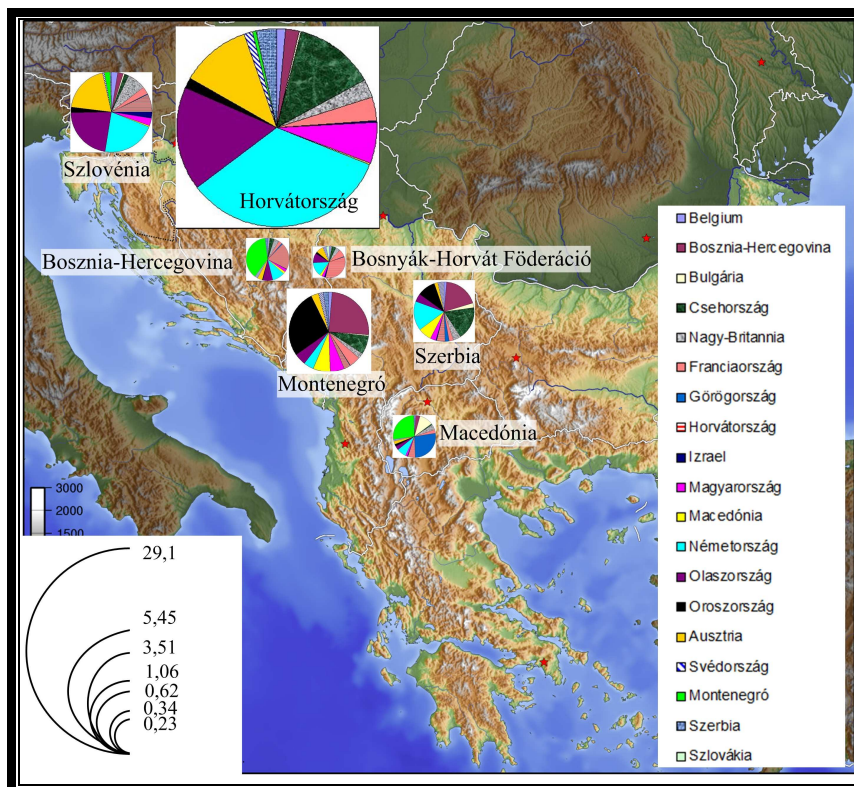 Szlovénia
Horvátország
Bosznia-Hercegovina
Bosnyák-Horvát Föderáció
Montenegró
Szerbia
Macedónia
3000
2000
1500
29,1
5,45
3,51
1,06
0,62
0,34
0,23
Belgium
Bosznia-Hercegovina
Bulgária
Csehország
Nagy-Britannia
Franciaország
Görögország
Horvátország
Izrael
Magyarország
Macedónia
Németország
Olaszország
Oroszország
Ausztria
Svédország
Montenegró
Szerbia
Szlovákia